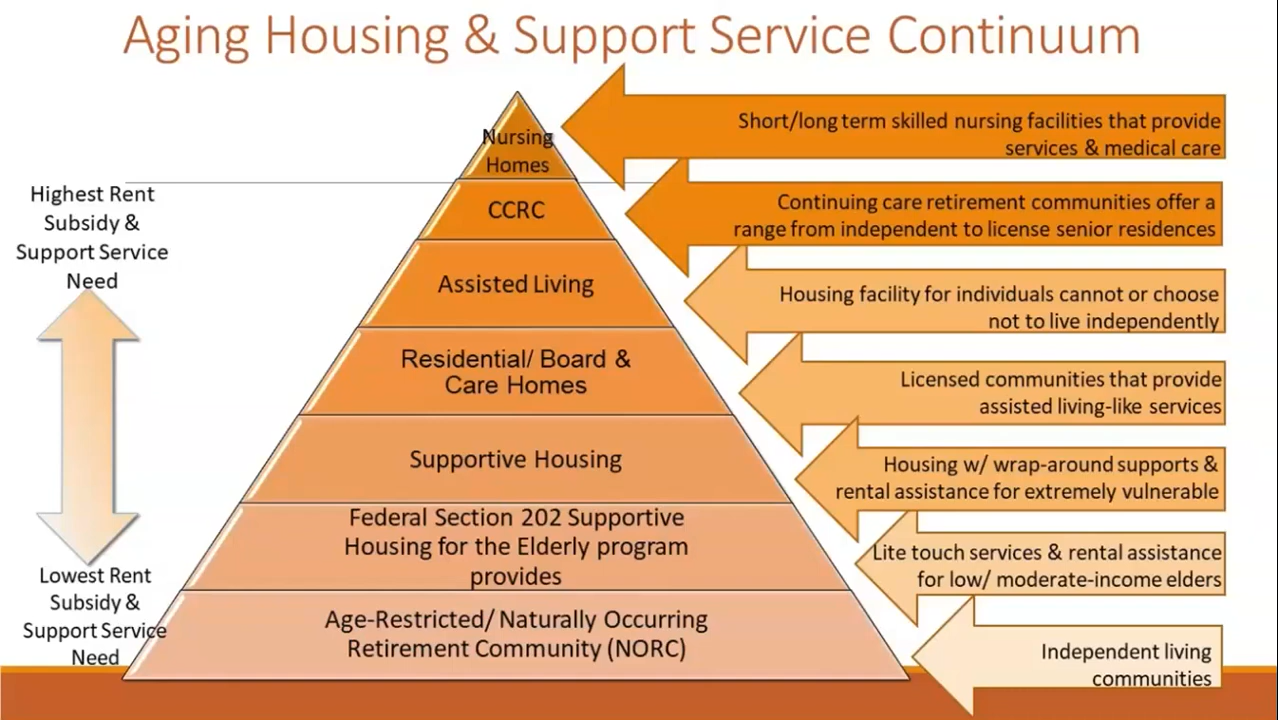 Aging Housing & Support Service Continuum
Nursing
Homes
Short/long term skilled nursing facilities that provide
services & medical care
Highest Rent
Subsidy &
Support Service
Need
CCRC
Continuing care retirement communities offer a
range from independent to license senior residences
Assisted Living
Housing facility for individuals cannot or choose
not to live independently
Residential/ Board &
Care Homes
Licensed communities that provide
assisted living-like services
Supportive Housing
Housing w/ wrap-around supports &
rental assistance for extremely vulnerable
Federal Section 202 Supportive
Housing for the Elderly program
provides
Lite touch services & rental assistance
for low/ moderate-income elders
Lowest Rent
Subsidy &
Support Service
Need
Age-Restricted/ Naturally Occurring
Retirement Community (NORC)
Independent living
communities